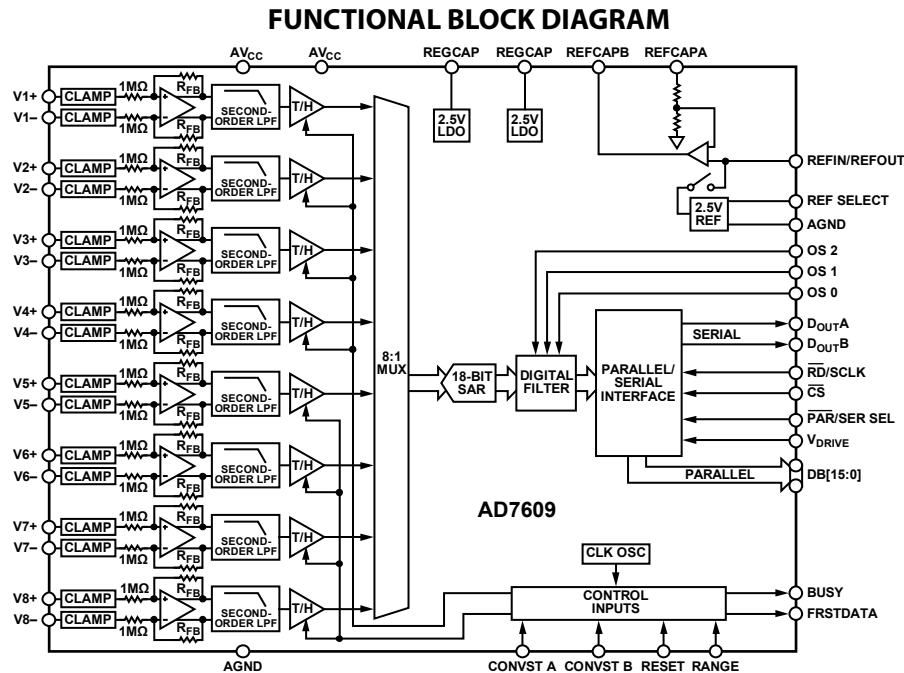 FUNCTIONAL BLOCK DIAGRAM
AVCC AVCC REGCAP REGCAP REFCAPB REFCAPA
V1+ CLAMP 1MΩ RFB
V1– CLAMP 1MΩ RFB
SECOND-ORDER LPF
T/H
2.5V LDO
2.5V LDO
V2+ CLAMP 1MΩ RFB
V2– CLAMP 1MΩ RFB
SECOND-ORDER LPF
T/H
REFIN/REFOUT
2.5V REF
REF SELECT
AGND
V3+ CLAMP 1MΩ RFB
V3– CLAMP 1MΩ RFB
SECOND-ORDER LPF
T/H
OS 2
OS 1
OS 0
V4+ CLAMP 1MΩ RFB
V4– CLAMP 1MΩ RFB
SECOND-ORDER LPF
T/H
8:1 MUX
18-BIT SAR
DIGITAL FILTER
PARALLEL/SERIAL INTERFACE
SERIAL
DOUTA
DOUTB
RD/SCLK
CS
PAR/SER SEL
VDRIVE
PARALLEL
DB[15:0]
V5+ CLAMP 1MΩ RFB
V5– CLAMP 1MΩ RFB
SECOND-ORDER LPF
T/H
V6+ CLAMP 1MΩ RFB
V6– CLAMP 1MΩ RFB
SECOND-ORDER LPF
T/H
AD7609
V7+ CLAMP 1MΩ RFB
V7– CLAMP 1MΩ RFB
SECOND-ORDER LPF
T/H
CLK OSC
V8+ CLAMP 1MΩ RFB
V8– CLAMP 1MΩ RFB
SECOND-ORDER LPF
T/H
CONTROL INPUTS
BUSY
FRSTDATA
AGND CONVST A CONVST B RESET RANGE